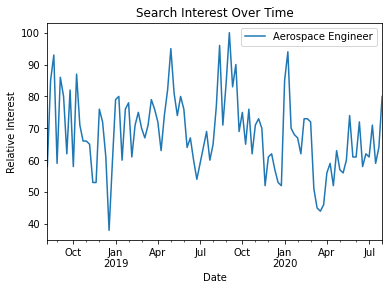 Search Interest Over Time
Aerospace Engineer
Relative Interest
100
90
80
70
60
50
40
Oct
Jan
2019
Apr
Jul
Oct
Jan
2020
Apr
Jul
Date